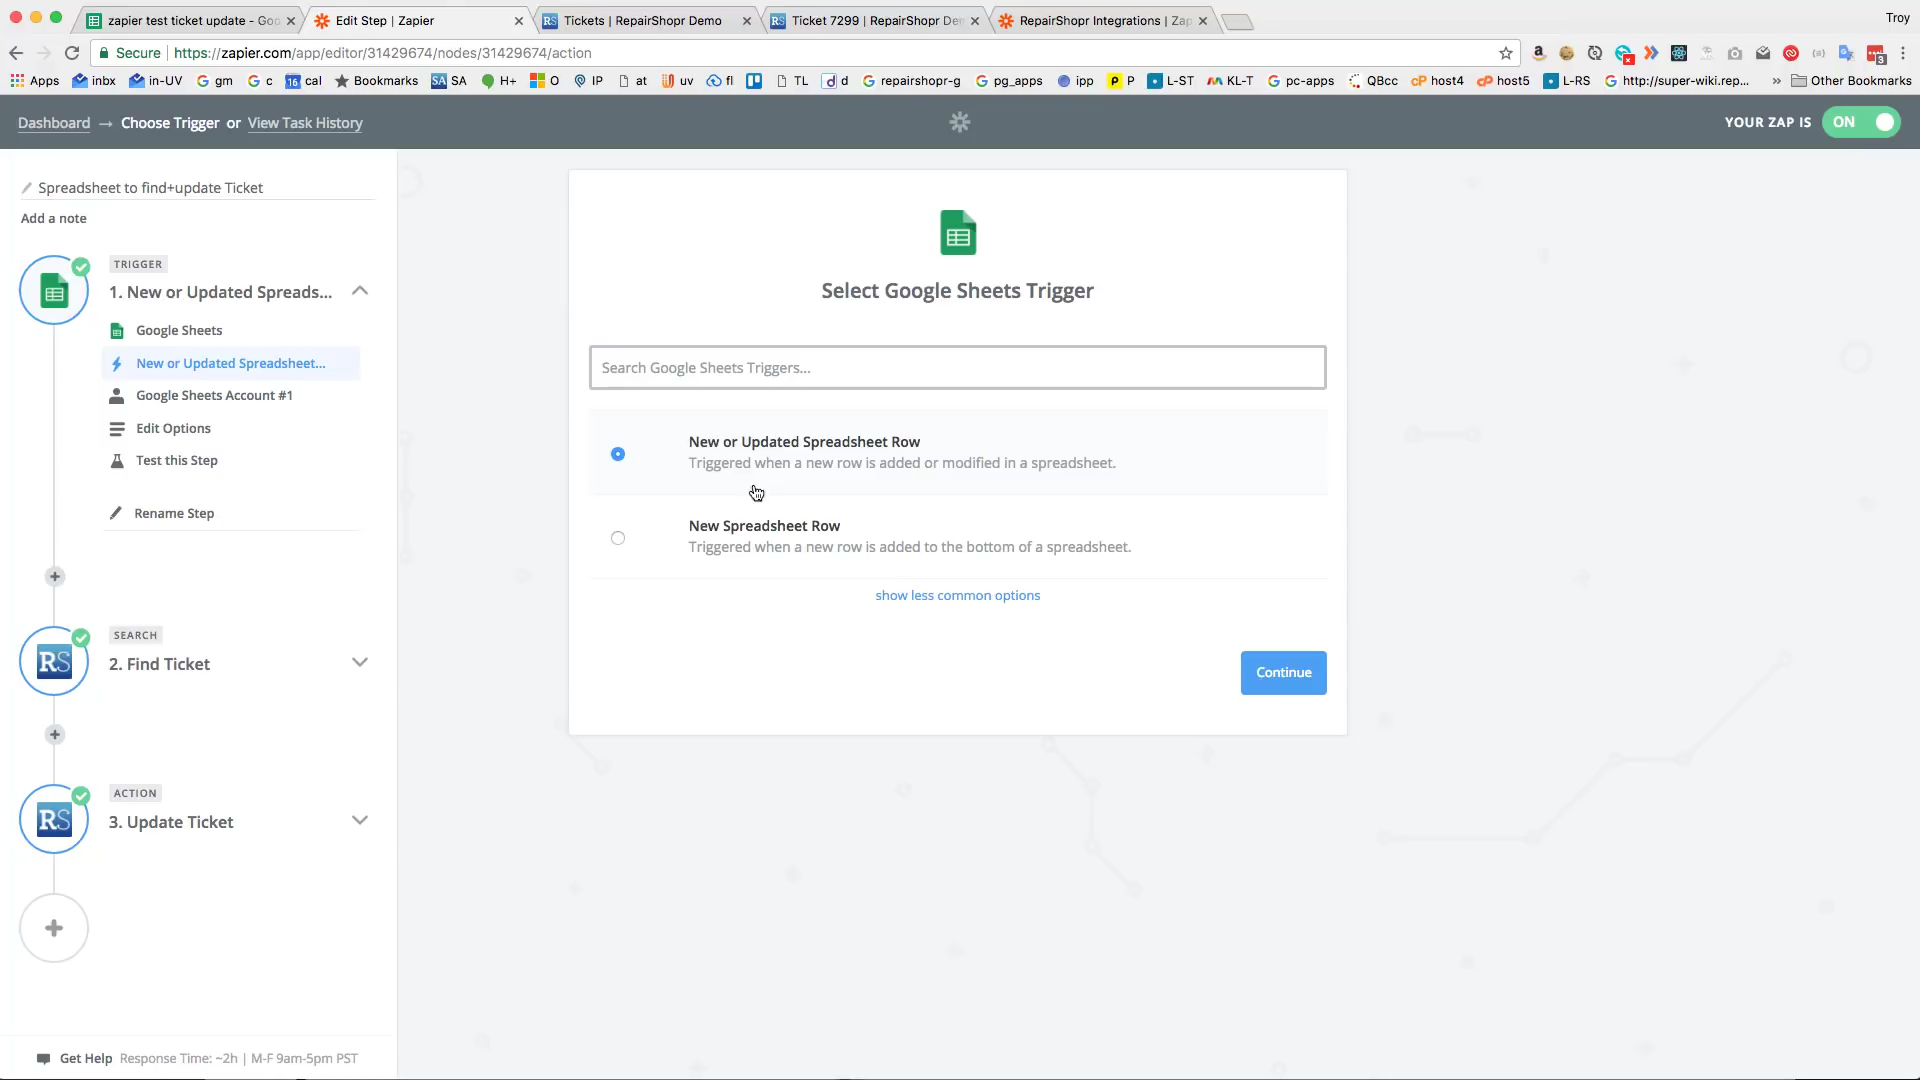 zapier test ticket update - Goo
Edit Step | Zapier
Tickets | RepairShopr Demo
Ticket 7299 | RepairShopr De
RepairShopr Integrations | Zap
Troy
Secure
https://zapier.com/app/editor/31429674/nodes/31429674/action
Apps
inbx
in-UV
gm
c
cal
Bookmarks
SA
H+
O
IP
at
uv
fl
TL
d
repairshopr-g
pg_apps
ipp
P
L-ST
KL-T
pc-apps
QBcc
host4
host5
L-RS
http://super-wiki.rep...
»
Other Bookmarks
Dashboard → Choose Trigger or View Task History
YOUR ZAP IS ON
Spreadsheet to find+update Ticket
Add a note
TRIGGER
1. New or Updated Spreads...
Google Sheets
New or Updated Spreadsheet...
Google Sheets Account #1
Edit Options
Test this Step
Rename Step
SEARCH
RS
2. Find Ticket
ACTION
RS
3. Update Ticket
Get Help Response Time: ~2h | M-F 9am-5pm PST
Select Google Sheets Trigger
Search Google Sheets Triggers...
New or Updated Spreadsheet Row
Triggered when a new row is added or modified in a spreadsheet.
New Spreadsheet Row
Triggered when a new row is added to the bottom of a spreadsheet.
show less common options
Continue